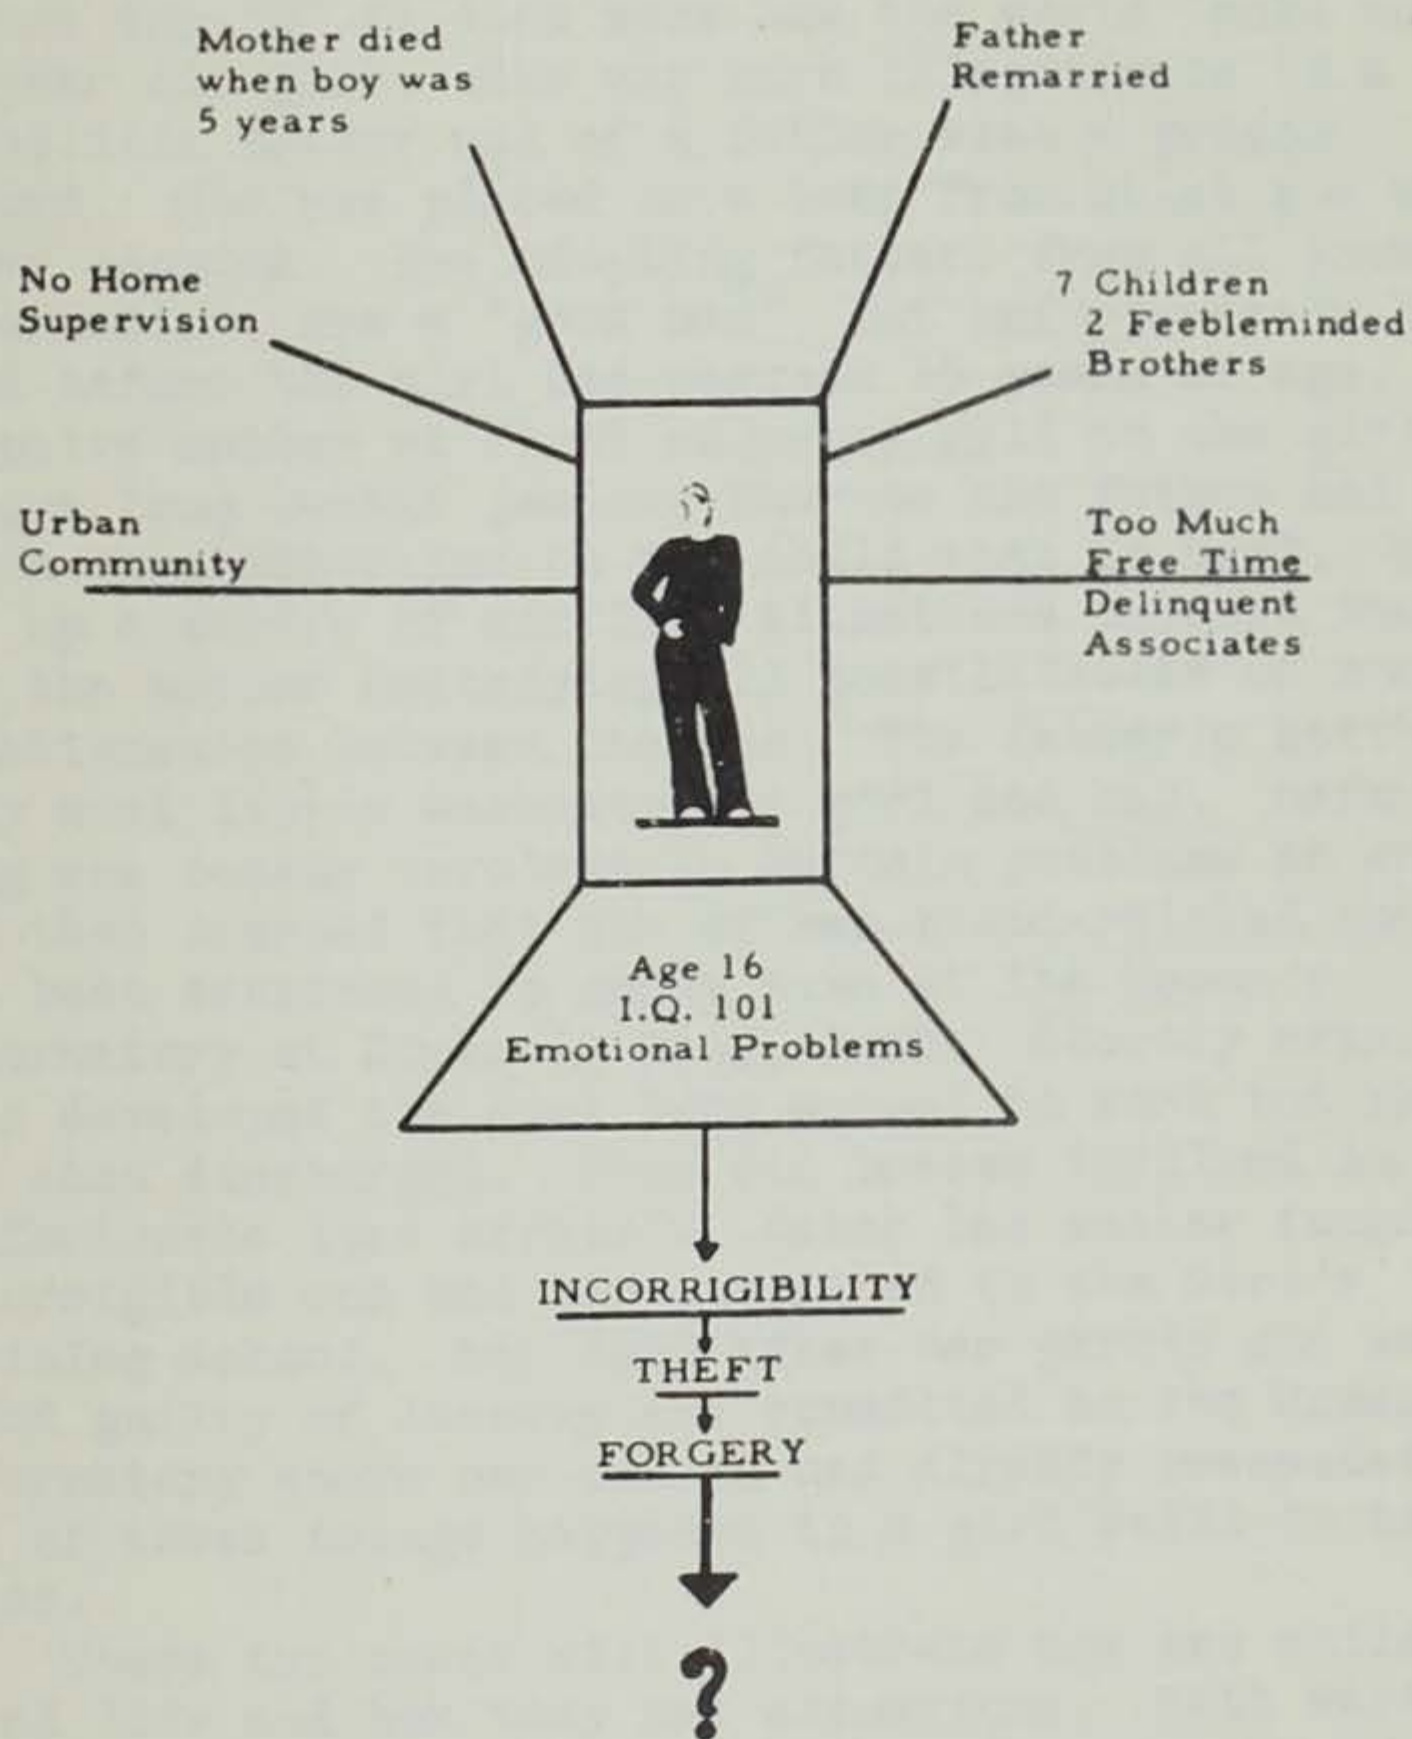 Mother died
when boy was
5 years
Father
Remarried
No Home
Supervision
7 Children
2 Feebleminded
Brothers
Urban
Community
Too Much
Free Time
Delinquent
Associates
Age 16
I.Q. 101
Emotional Problems
INCORRIGIBILITY
THEFT
FORGERY
?